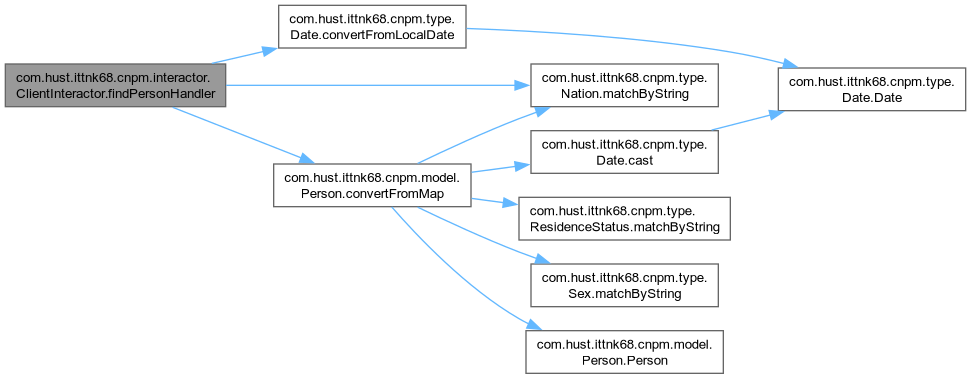 com.hust.ittnk68.cnpm.type.
Date.convertFromLocalDate
com.hust.ittnk68.cnpm.interactor.
ClientInteractor.findPersonHandler
com.hust.ittnk68.cnpm.type.
Nation.matchByString
com.hust.ittnk68.cnpm.type.
Date.Date
com.hust.ittnk68.cnpm.type.
Date.cast
com.hust.ittnk68.cnpm.model.
Person.convertFromMap
com.hust.ittnk68.cnpm.type.
ResidenceStatus.matchByString
com.hust.ittnk68.cnpm.type.
Sex.matchByString
com.hust.ittnk68.cnpm.model.
Person.Person